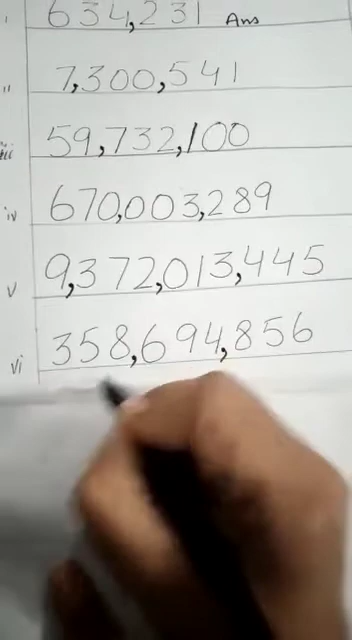 i 634,231 Ans
ii 7,300,541
iii 59,732,100
iv 670,003,289
v 9,372,013,445
vi 358,694,856